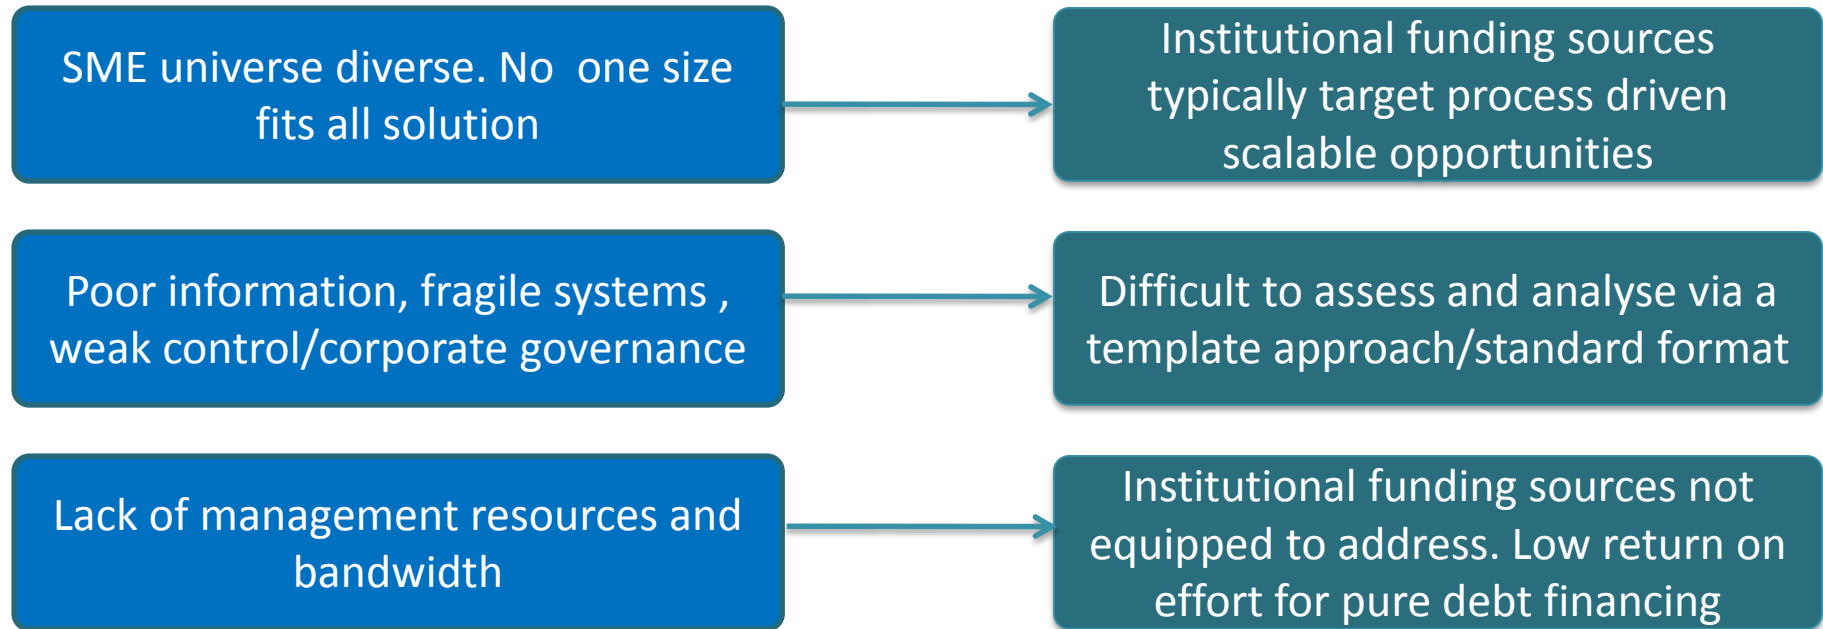 SME universe diverse. No  one size
fits all solution
Institutional funding sources
typically target process driven
scalable opportunities
Poor information, fragile systems ,
weak control/corporate governance
Difficult to assess and analyse via a
template approach/standard format
Lack of management resources and
bandwidth
Institutional funding sources not
equipped to address. Low return on
effort for pure debt financing